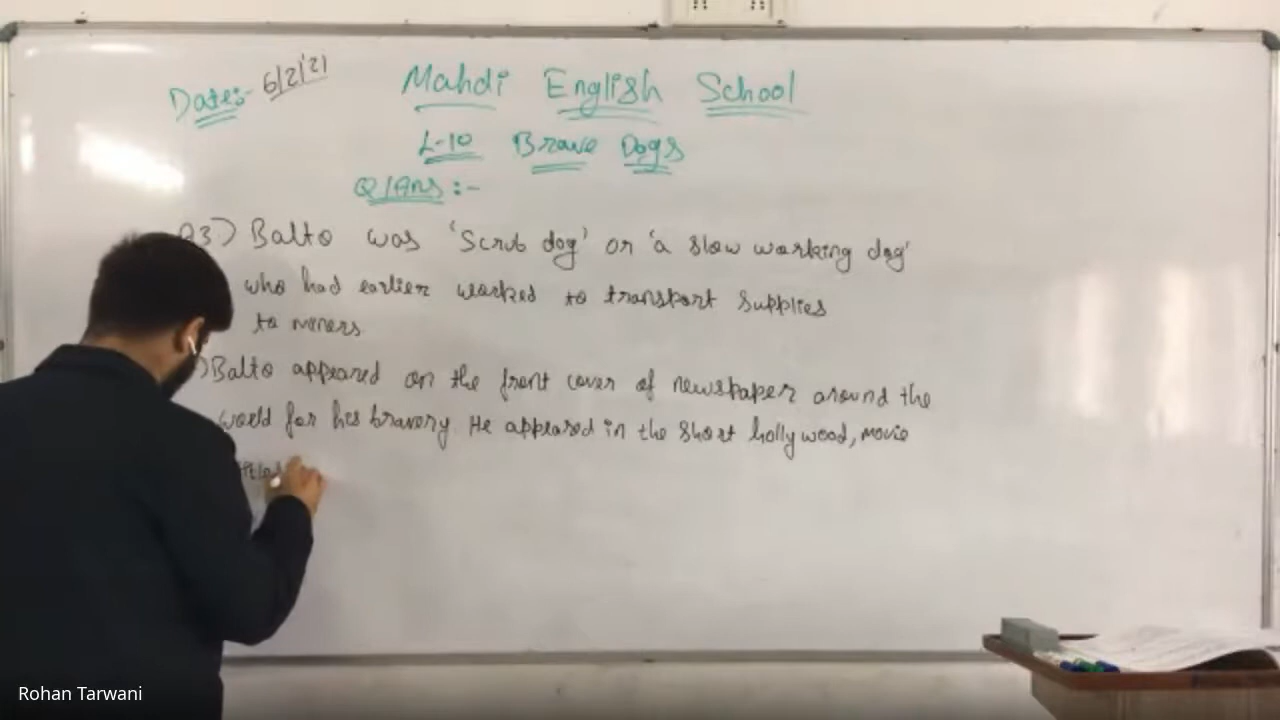 Date:- 6/2/21
Mahdi English School
L-10 Brave Dogs
Q/Ans :-
3) Balto was 'Scrub dog' or 'a slow working dog'
who had earlier worked to transport supplies
to miners.
Balto appeared on the front cover of newspaper around the
world for his bravery. He appeared in the short hollywood, movie
Rohan Tarwani